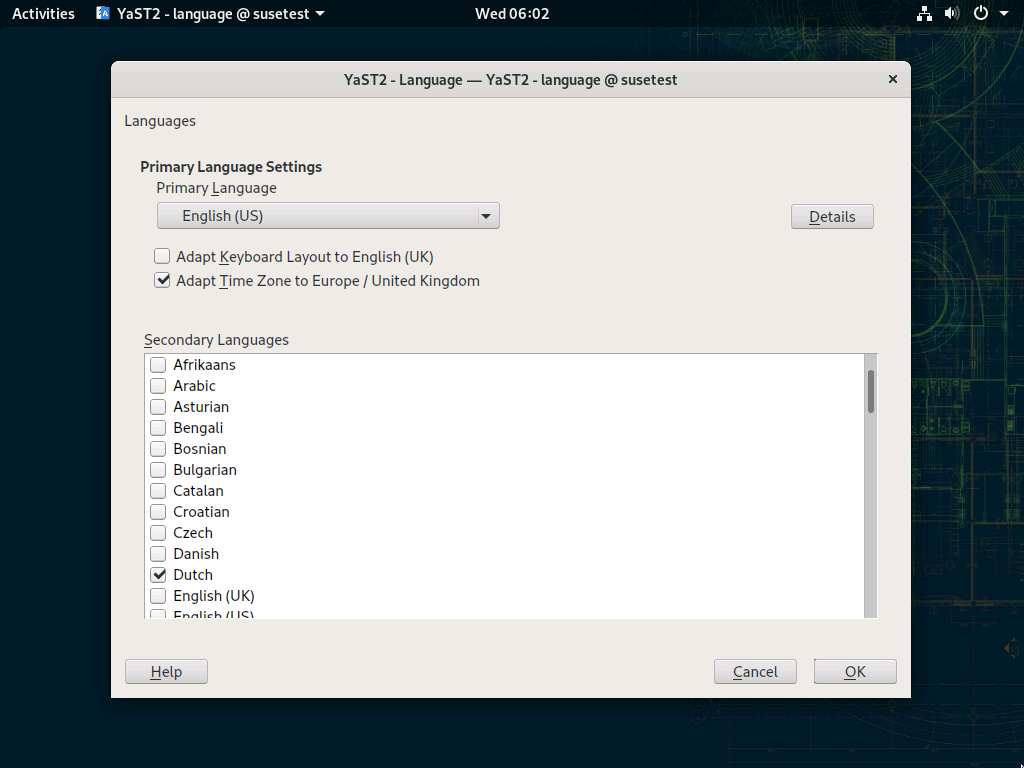 Activities YaST2 - language @ susetest Wed 06:02
YaST2 - Language — YaST2 - language @ susetest
Languages
Primary Language Settings
Primary Language
English (US)
Details
Adapt Keyboard Layout to English (UK)
Adapt Time Zone to Europe / United Kingdom
Secondary Languages
Afrikaans
Arabic
Asturian
Bengali
Bosnian
Bulgarian
Catalan
Croatian
Czech
Danish
Dutch
English (UK)
English (US)
Help Cancel OK